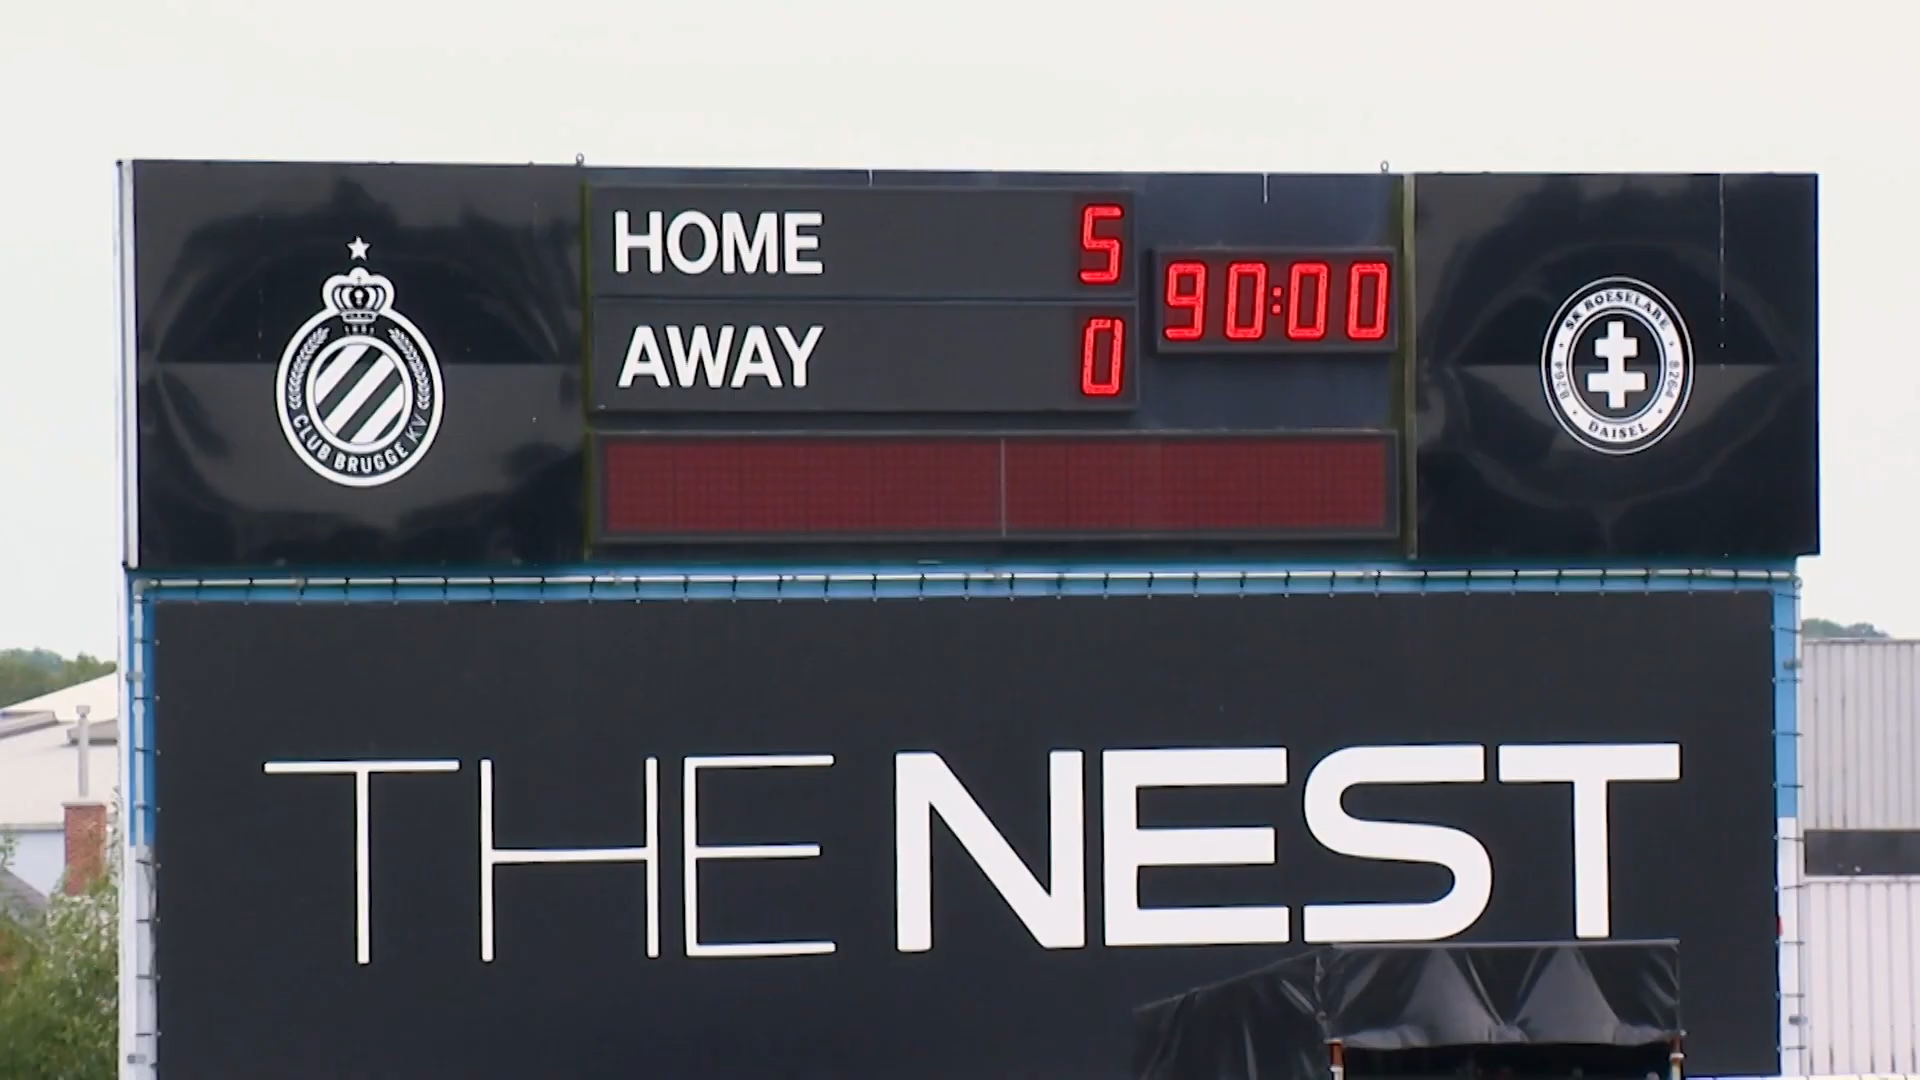 HOME 5
AWAY 0
90:00
CLUB BRUGGE KV
SK ROESELARE
DAISEL
THE NEST